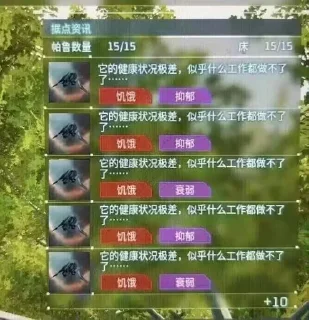 据点资讯
帕鲁数量 15/15 床 15/15
它的健康状况极差，似乎什么工作都做不了
了……
饥饿 抑郁
它的健康状况极差，似乎什么工作都做不了
了……
饥饿 抑郁
它的健康状况极差，似乎什么工作都做不了
了……
饥饿 衰弱
它的健康状况极差，似乎什么工作都做不了
了……
饥饿 抑郁
它的健康状况极差，似乎什么工作都做不了
了……
饥饿 衰弱
+10